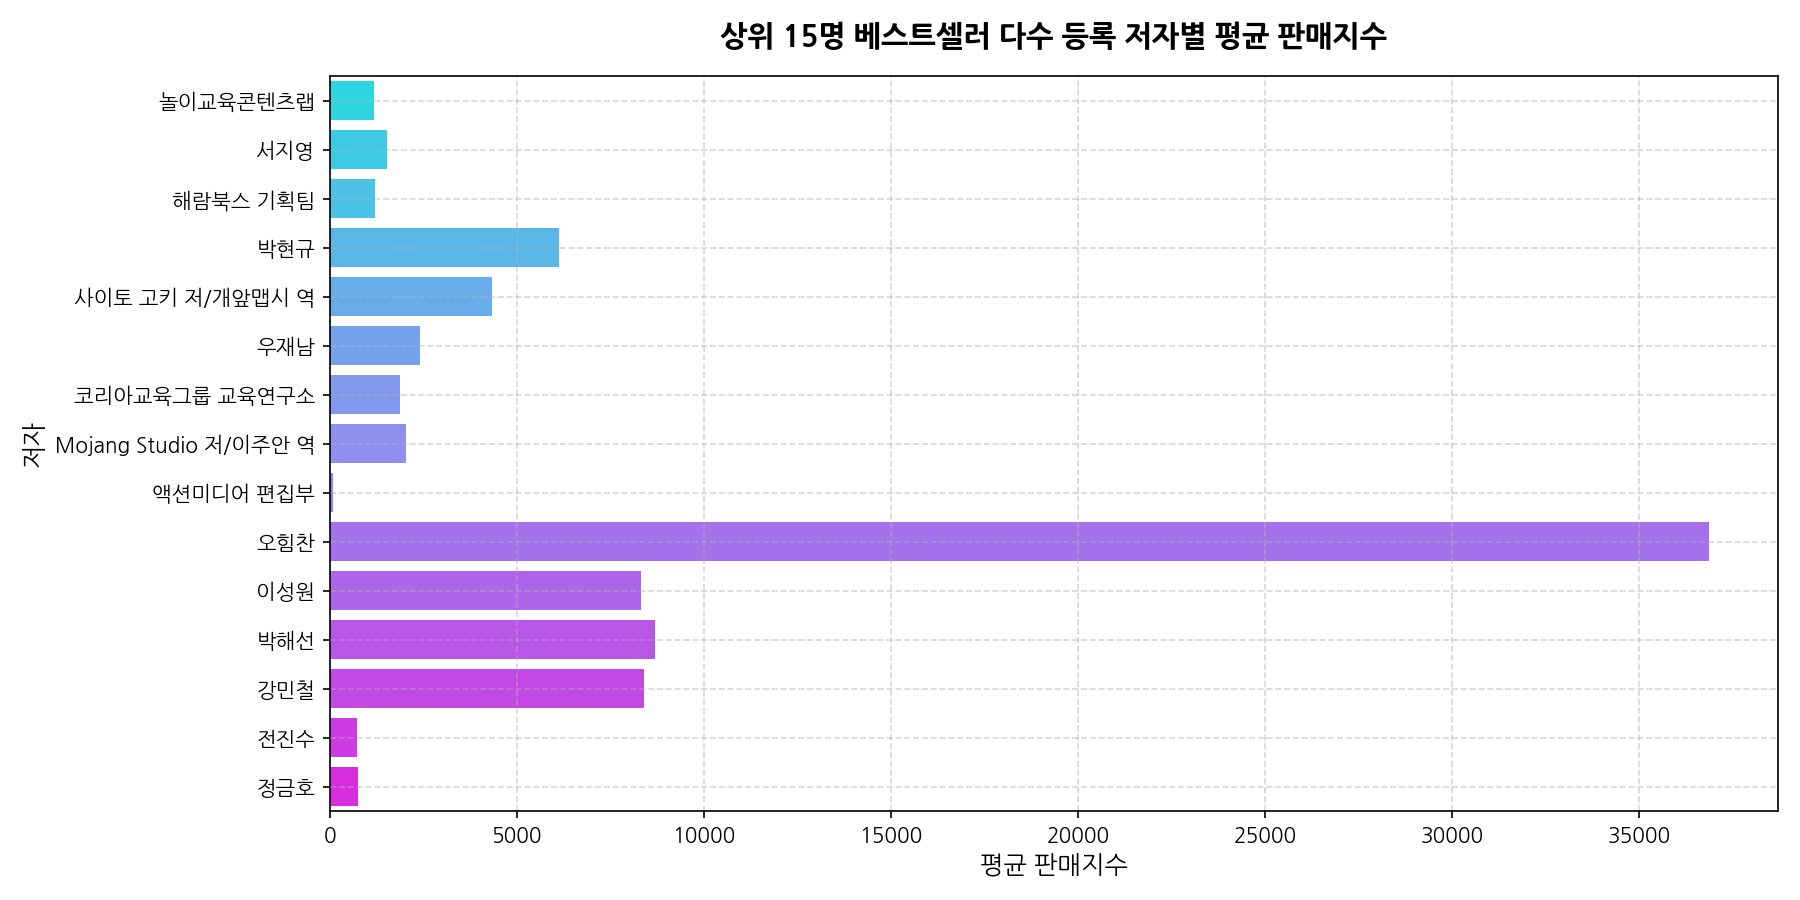 상위 15명 베스트셀러 다수 등록 저자별 평균 판매지수
저자
놀이교육콘텐츠랩
서지영
해람북스 기획팀
박현규
사이토 고키 저/개앞맵시 역
우재남
코리아교육그룹 교육연구소
Mojang Studio 저/이주안 역
액션미디어 편집부
오힘찬
이성원
박해선
강민철
전진수
정금호
0 5000 10000 15000 20000 25000 30000 35000
평균 판매지수